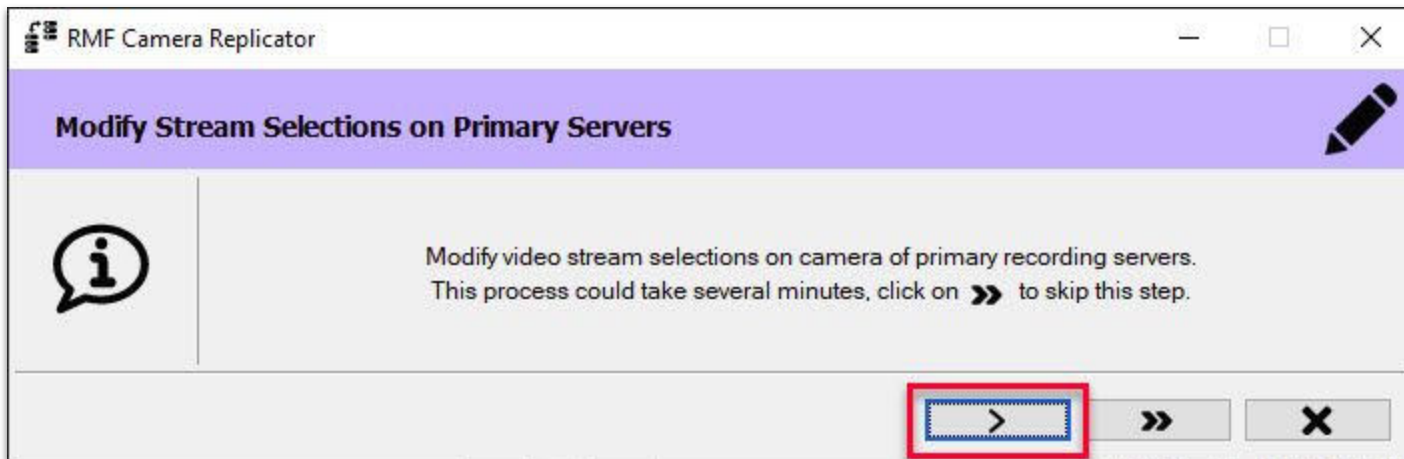 RMF Camera Replicator
Modify Stream Selections on Primary Servers
Modify video stream selections on camera of primary recording servers.
This process could take several minutes, click on >> to skip this step.
> >> X